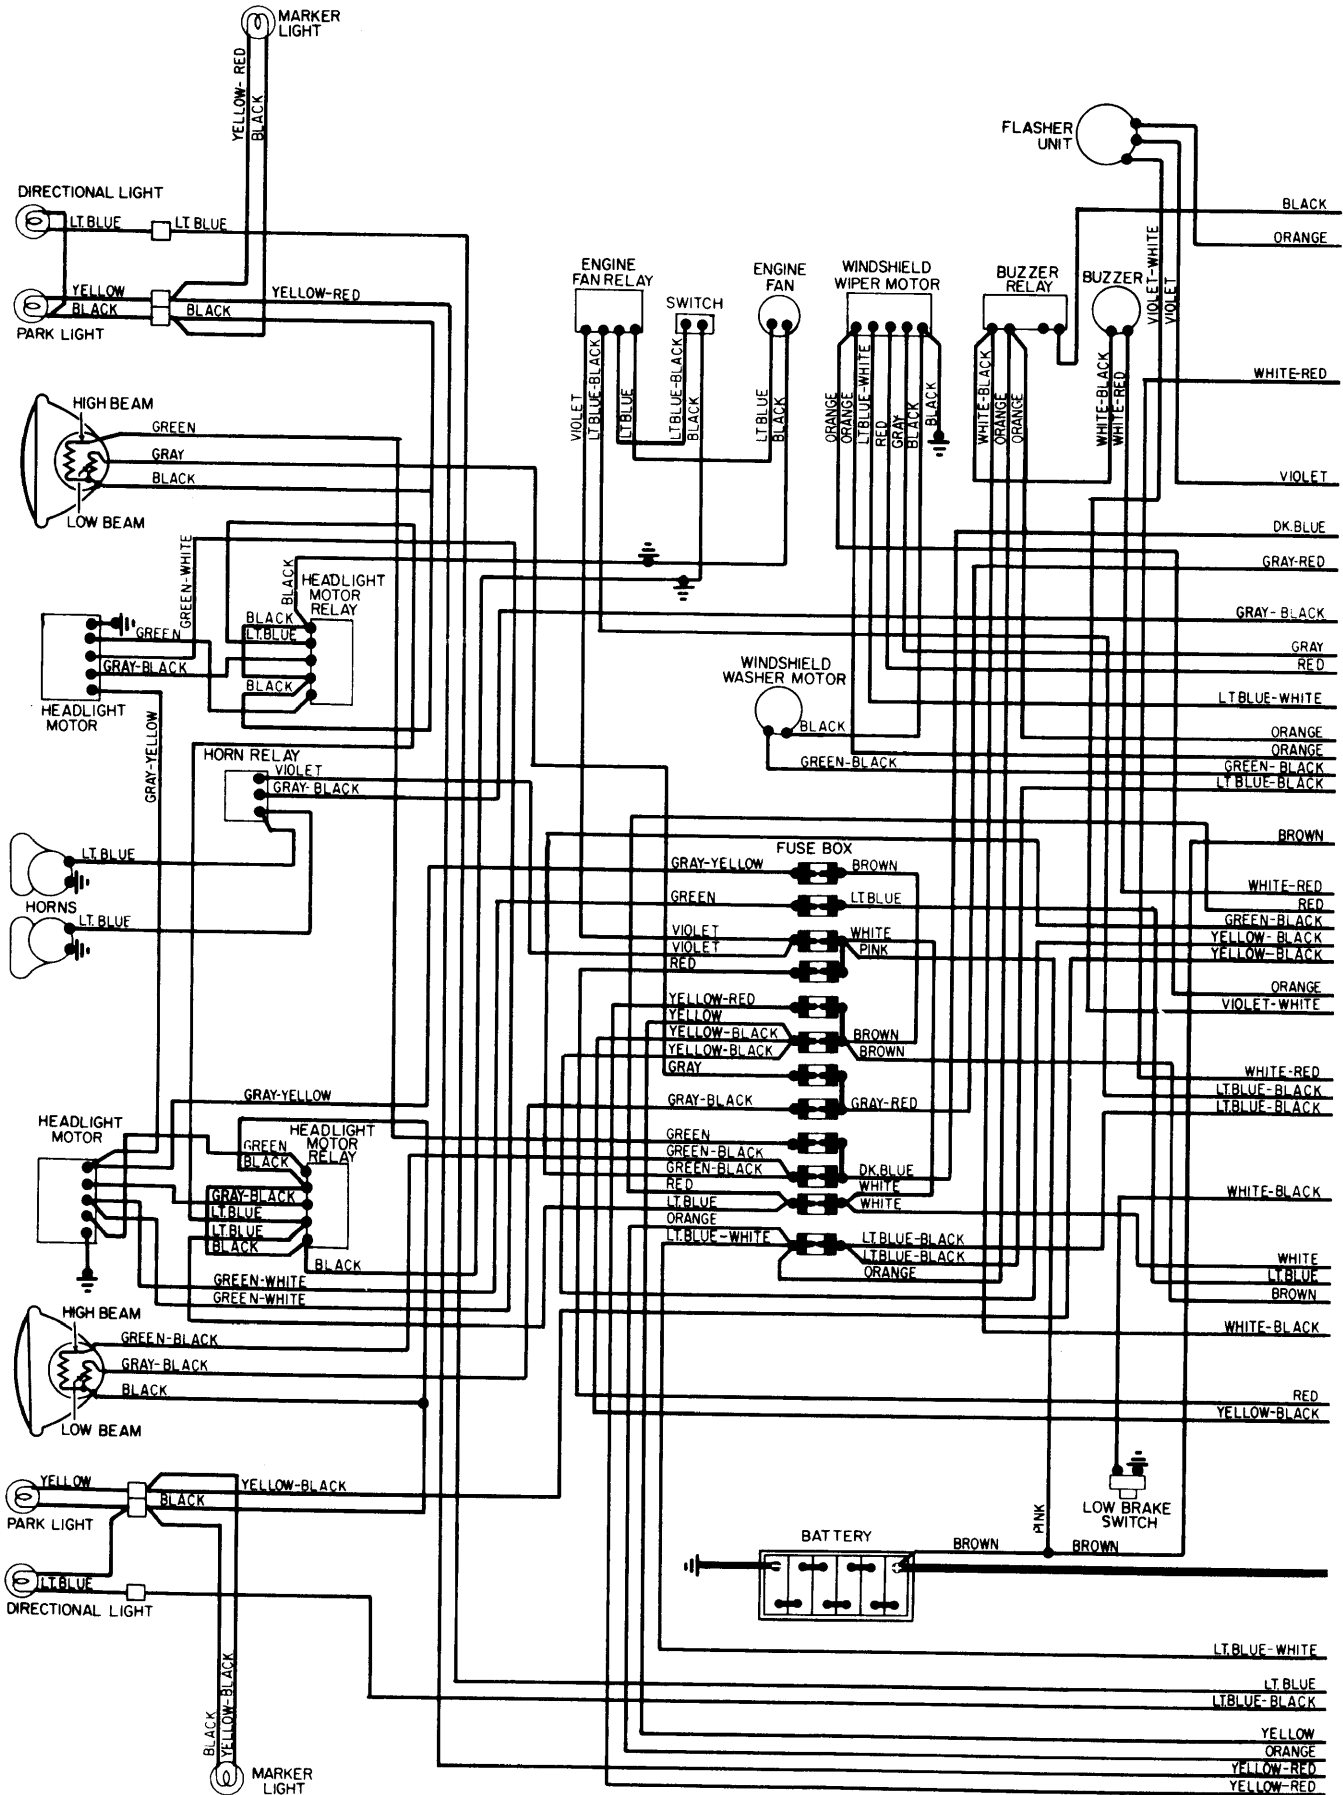 MARKER
LIGHT
YELLOW-RED
BLACK
DIRECTIONAL LIGHT
LT.BLUE
LT.BLUE
YELLOW
BLACK
YELLOW-RED
BLACK
PARK LIGHT
FLASHER
UNIT
BLACK
ORANGE
VIOLET-WHITE
VIOLET
ENGINE
FAN RELAY
SWITCH
ENGINE
FAN
WINDSHIELD
WIPER MOTOR
BUZZER
RELAY
BUZZER
VIOLET
LT.BLUE-BLACK
LT.BLUE
LT.BLUE-BLACK
BLACK
LT.BLUE
BLACK
ORANGE
ORANGE
LT.BLUE-WHITE
RED
GRAY
BLACK
BLACK
WHITE-BLACK
ORANGE
ORANGE
WHITE-BLACK
WHITE-RED
WHITE-RED
VIOLET
DK.BLUE
GRAY-RED
GRAY-BLACK
GRAY
RED
LT.BLUE-WHITE
ORANGE
ORANGE
GREEN-BLACK
LT.BLUE-BLACK
BROWN
WHITE-RED
RED
GREEN-BLACK
YELLOW-BLACK
YELLOW-BLACK
ORANGE
VIOLET-WHITE
WHITE-RED
LT.BLUE-BLACK
LT.BLUE-BLACK
WHITE-BLACK
WHITE
LT.BLUE
BROWN
WHITE-BLACK
RED
YELLOW-BLACK
HIGH BEAM
GREEN
GRAY
BLACK
LOW BEAM
GREEN-WHITE
BLACK
HEADLIGHT
MOTOR
RELAY
BLACK
LT.BLUE
GREEN
GRAY-BLACK
BLACK
HEADLIGHT
MOTOR
GRAY-YELLOW
WINDSHIELD
WASHER MOTOR
BLACK
GREEN-BLACK
HORN RELAY
VIOLET
GRAY-BLACK
LT.BLUE
HORNS
LT.BLUE
FUSE BOX
GRAY-YELLOW
BROWN
GREEN
LT.BLUE
VIOLET
WHITE
VIOLET
PINK
RED
YELLOW-RED
YELLOW
YELLOW-BLACK
BROWN
YELLOW-BLACK
BROWN
GRAY
GRAY-BLACK
GRAY-RED
GREEN
GREEN-BLACK
GREEN-BLACK
DK.BLUE
RED
WHITE
LT.BLUE
WHITE
ORANGE
LT.BLUE-WHITE
LT.BLUE-BLACK
LT.BLUE-BLACK
ORANGE
GRAY-YELLOW
HEADLIGHT
MOTOR
HEADLIGHT
MOTOR
RELAY
GREEN
BLACK
GRAY-BLACK
LT.BLUE
LT.BLUE
BLACK
BLACK
GREEN-WHITE
GREEN-WHITE
HIGH BEAM
GREEN-BLACK
GRAY-BLACK
BLACK
LOW BEAM
YELLOW
YELLOW-BLACK
BLACK
PARK LIGHT
LT.BLUE
DIRECTIONAL LIGHT
BLACK
YELLOW-BLACK
MARKER
LIGHT
LOW BRAKE
SWITCH
PINK
BATTERY
BROWN
BROWN
LT.BLUE-WHITE
LT.BLUE
LT.BLUE-BLACK
YELLOW
ORANGE
YELLOW-RED
YELLOW-RED